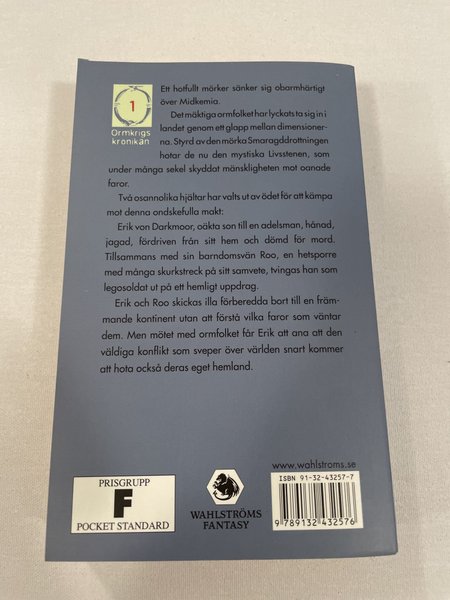 1
Ormkrigs
krönikan
Ett hotfullt mörker sänker sig obarmhärtigt
över Midkemia.
Det mäktiga ormfolket har lyckats ta sig in i
landet genom ett glapp mellan dimensioner-
na. Styrd av den mörka Smaragddrottningen
hotar de nu den mystiska Livsstenen, som
under många sekel skyddat mänskligheten mot oanade
faror.
Två osannolika hjältar har valts ut av ödet för att kämpa
mot denna ondskefulla makt:
Erik von Darkmoor, oäkta son till en adelsman, hånad,
jagad, fördriven från sitt hem och dömd för mord.
Tillsammans med sin barndomsvän Roo, en hetsporre
med många skurkstreck på sitt samvete, tvingas han som
legosoldat ut på ett hemligt uppdrag.
Erik och Roo skickas illa förberedda bort till en främ-
mande kontinent utan att förstå vilka faror som väntar
dem. Men mötet med ormfolket får Erik att ana att den
väldiga konflikt som sveper över världen snart kommer
att hota också deras eget hemland.
PRISGRUPP
F
POCKET STANDARD
WAHLSTRÖMS
FANTASY
www.wahlstroms.se
ISBN 91-32-43257-7
9 789132 432576